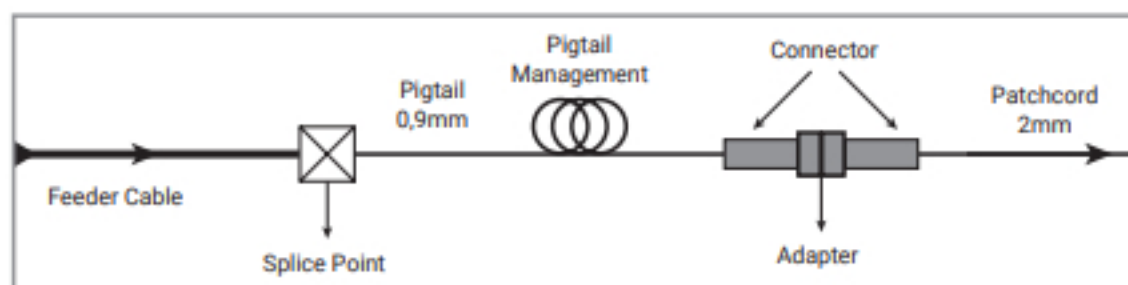 Feeder Cable
Splice Point
Pigtail
0,9mm
Pigtail
Management
Connector
Adapter
Patchcord
2mm